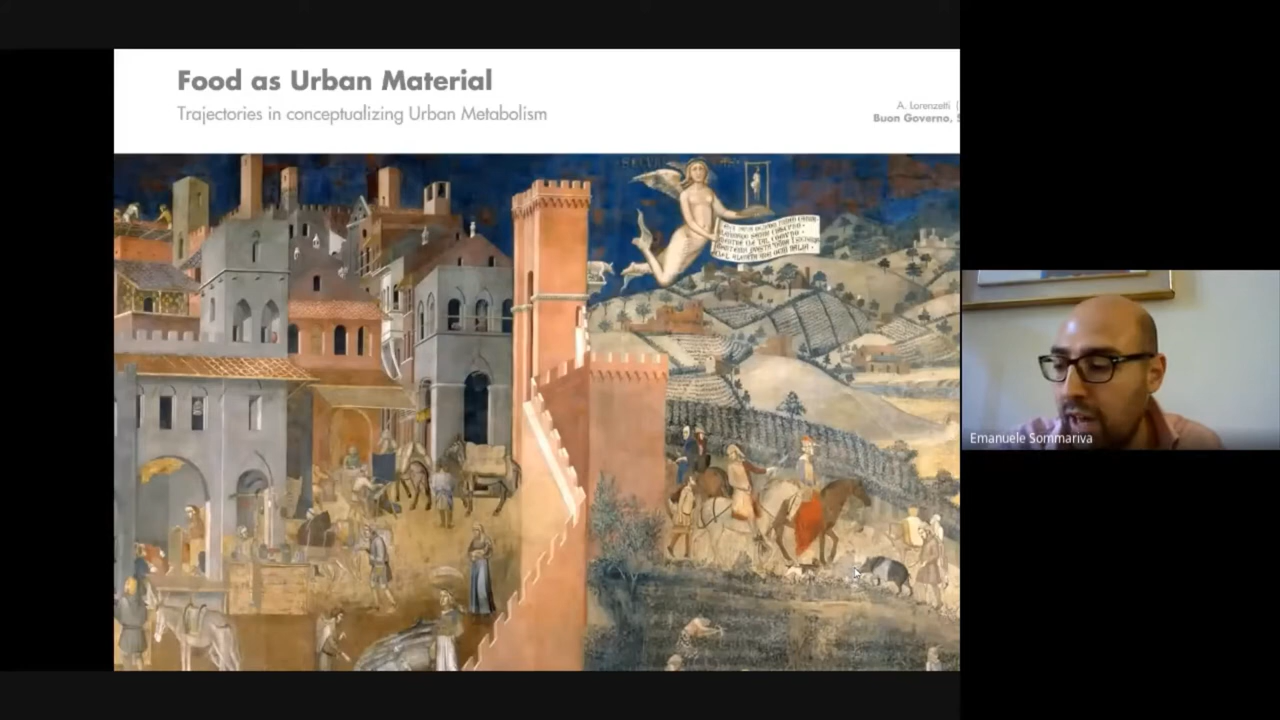 Food as Urban Material
Trajectories in conceptualizing Urban Metabolism
A. Lorenzetti (
Buon Governo,
Emanuele Sommariva